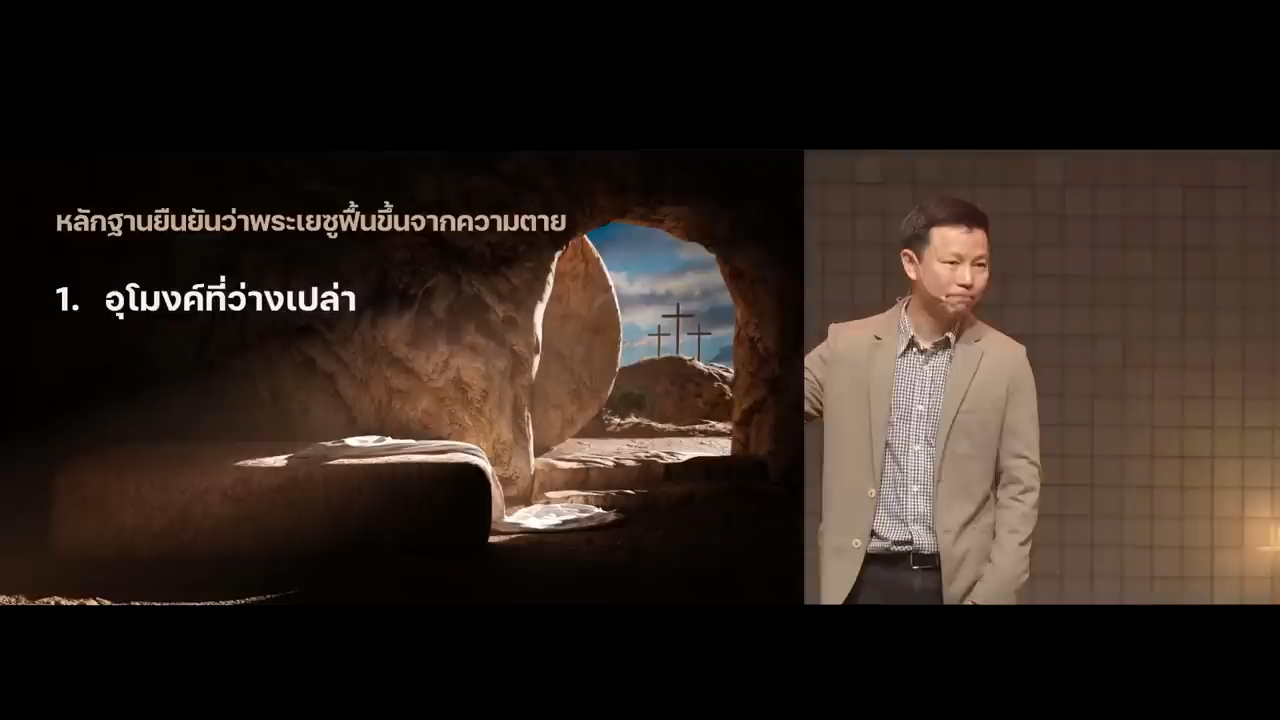 หลักฐานยืนยันว่าพระเยซูฟื้นขึ้นจากความตาย
1. อุโมงค์ที่ว่างเปล่า